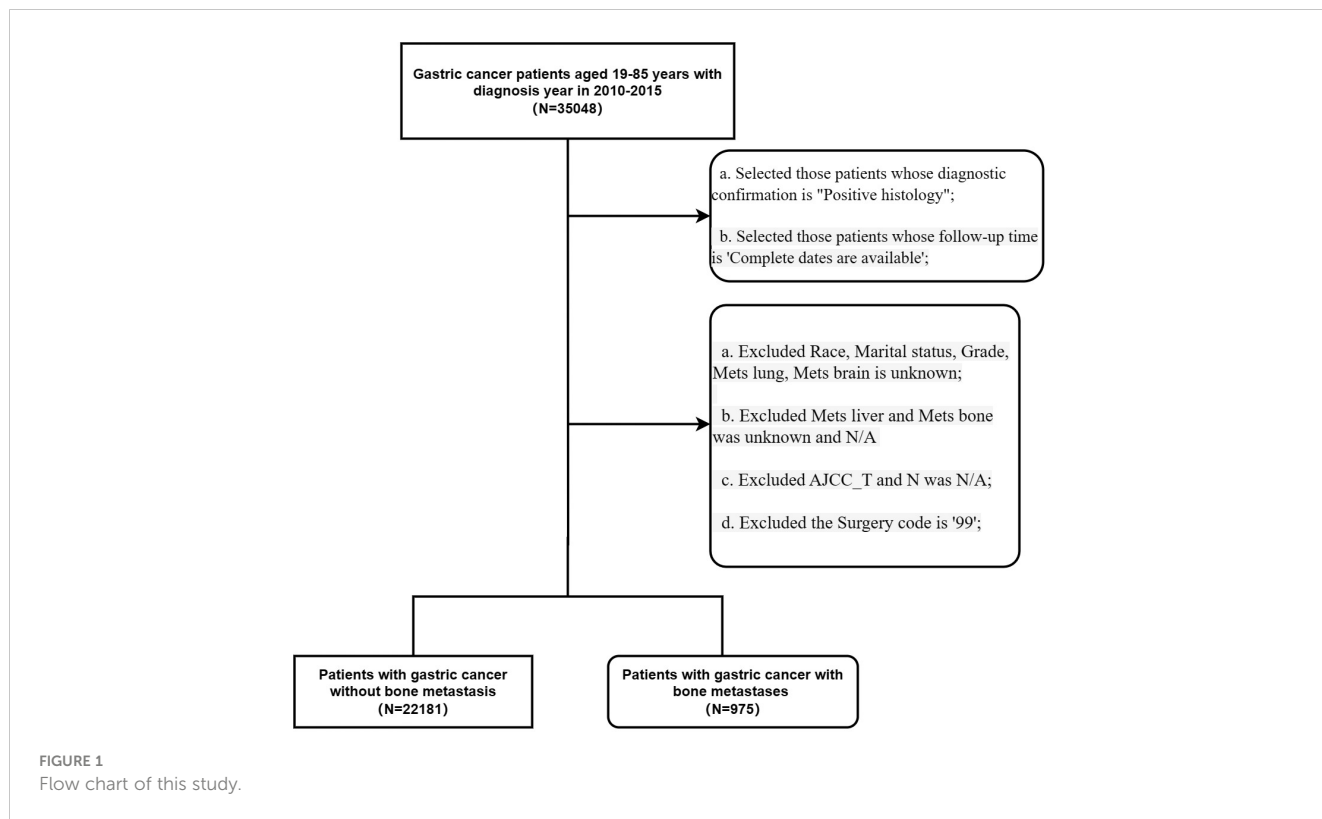 Gastric cancer patients aged 19-85 years with
diagnosis year in 2010-2015
(N=35048)
a. Selected those patients whose diagnostic
confirmation is "Positive histology";
b. Selected those patients whose follow-up time
is 'Complete dates are available';
a. Excluded Race, Marital status, Grade,
Mets lung, Mets brain is unknown;
b. Excluded Mets liver and Mets bone
was unknown and N/A
c. Excluded AJCC_T and N was N/A;
d. Excluded the Surgery code is '99';
Patients with gastric cancer
without bone metastasis
(N=22181)
Patients with gastric cancer with
bone metastases
(N=975)
FIGURE 1
Flow chart of this study.